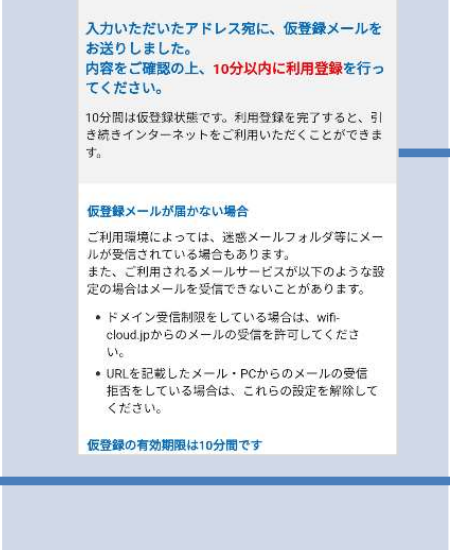 入力いただいたアドレス宛に、仮登録メールを
お送りしました。
内容をご確認の上、10分以内に利用登録を行っ
てください。
10分間は仮登録状態です。利用登録を完了すると、引
き続きインターネットをご利用いただくことができま
す。
仮登録メールが届かない場合
ご利用環境によっては、迷惑メールフォルダ等にメー
ルが受信されている場合もあります。
また、ご利用されるメールサービスが以下のような設
定の場合はメールを受信できないことがあります。
• ドメイン受信制限をしている場合は、wifi-
cloud.jpからのメールの受信を許可してくださ
い。
• URLを記載したメール・PCからのメールの受信
拒否をしている場合は、これらの設定を解除して
ください。
仮登録の有効期限は10分間です